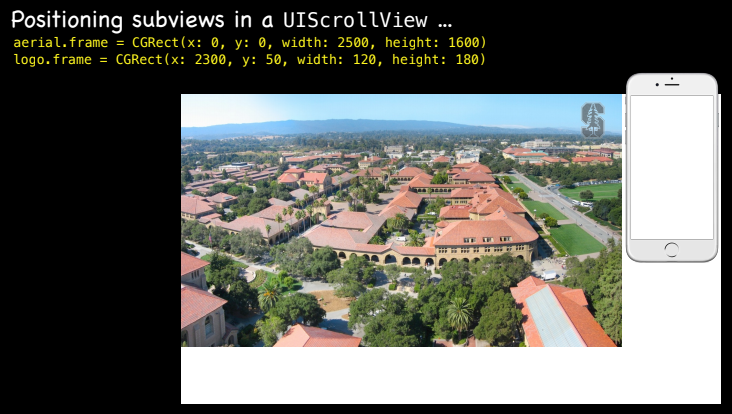 Positioning subviews in a UIScrollView …
aerial.frame = CGRect(x: 0, y: 0, width: 2500, height: 1600)
logo.frame = CGRect(x: 2300, y: 50, width: 120, height: 180)
S